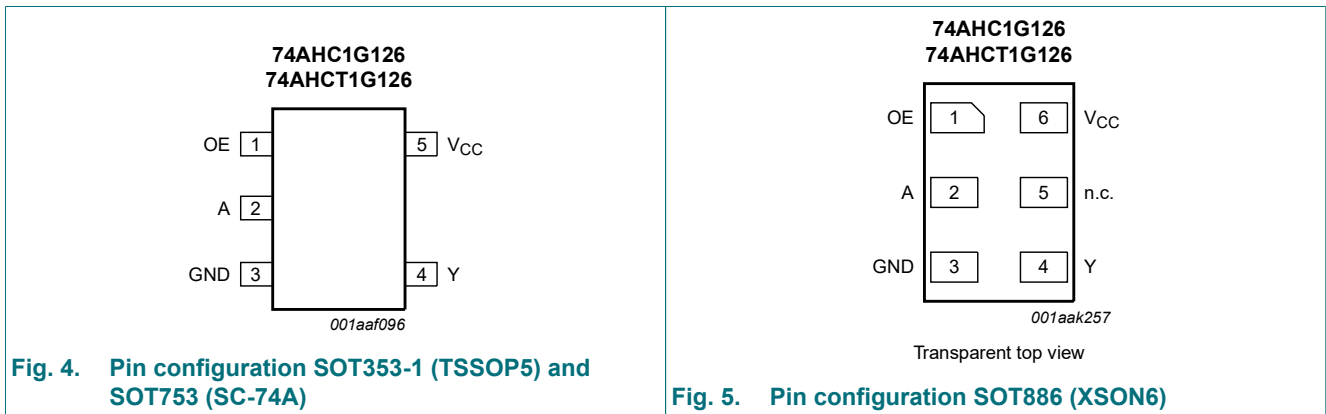 74AHC1G126
74AHCT1G126
OE 1
5 VCC
A 2
GND 3
4 Y
001aaf096
Fig. 4. Pin configuration SOT353-1 (TSSOP5) and
SOT753 (SC-74A)
74AHC1G126
74AHCT1G126
OE 1
6 VCC
A 2
5 n.c.
GND 3
4 Y
001aak257
Transparent top view
Fig. 5. Pin configuration SOT886 (XSON6)